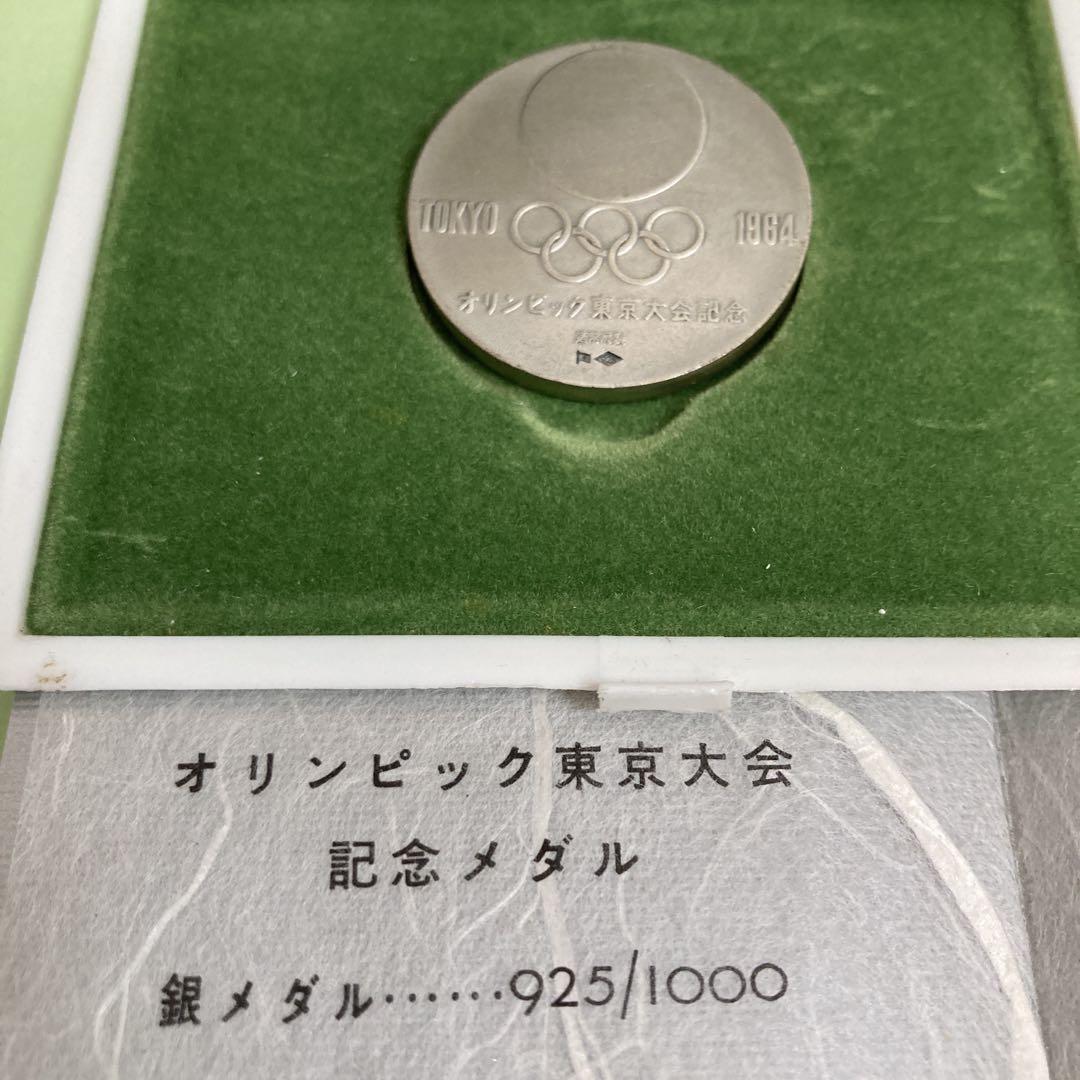 TOKYO 1964
オリンピック東京大会記念
オリンピック東京大会
記念メダル
銀メダル……925/1000